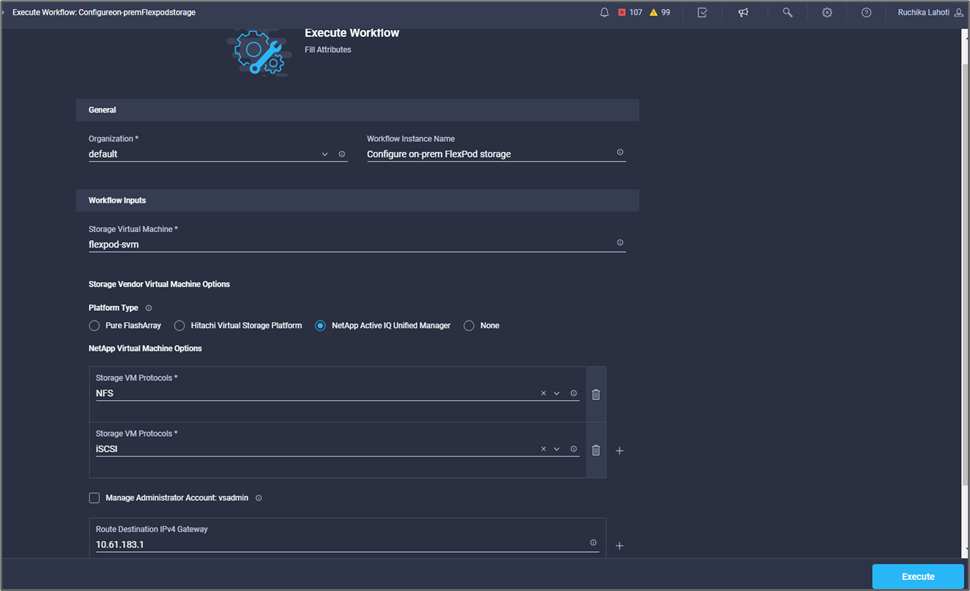 Execute Workflow: Configureon-premFlexpodstorage
107 99
Ruchika Lahoti
Execute Workflow
Fill Attributes
General
Organization *
default
Workflow Instance Name
Configure on-prem FlexPod storage
Workflow Inputs
Storage Virtual Machine *
flexpod-svm
Storage Vendor Virtual Machine Options
Platform Type
Pure FlashArray Hitachi Virtual Storage Platform NetApp Active IQ Unified Manager None
NetApp Virtual Machine Options
Storage VM Protocols *
NFS
Storage VM Protocols *
iSCSI
Manage Administrator Account: vsadmin
Route Destination IPv4 Gateway
10.61.183.1
Execute